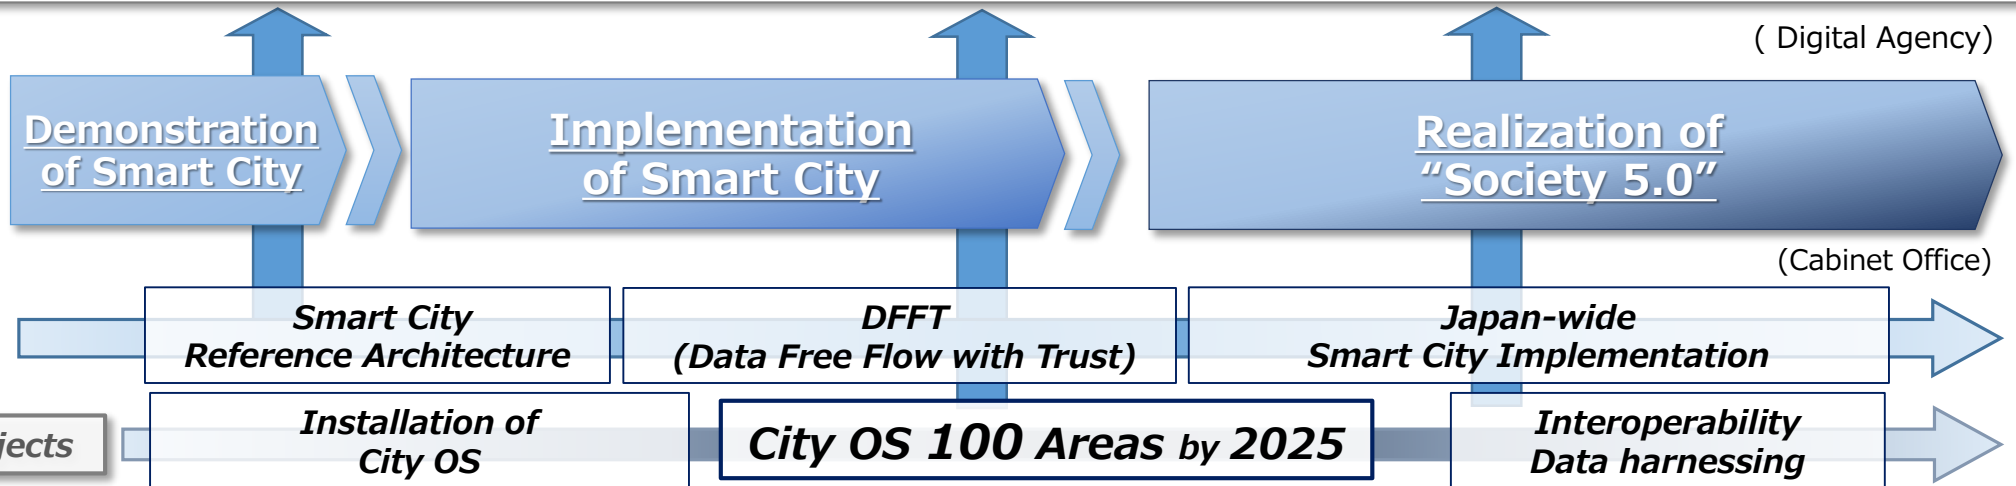 ( Digital Agency)
Demonstration
of Smart City
Implementation
of Smart City
Realization of
“Society 5.0”
(Cabinet Office)
Smart City
Reference Architecture
DFFT
(Data Free Flow with Trust)
Japan-wide
Smart City Implementation
jects
Installation of
City OS
City OS 100 Areas by 2025
Interoperability
Data harnessing